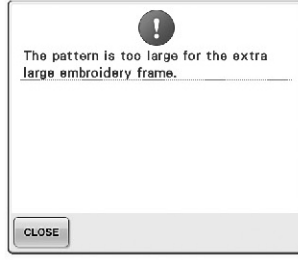 !
The pattern is too large for the extra
large embroidery frame.
CLOSE